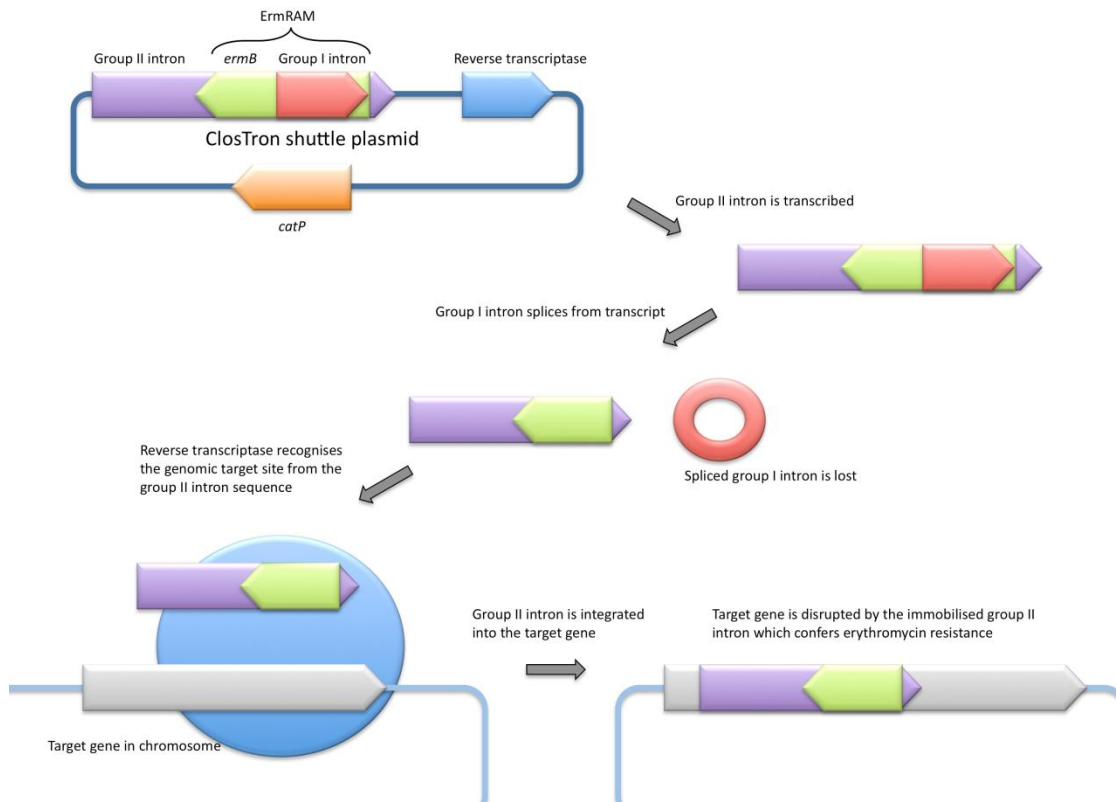 ErmRAM
Group II intron
ermB
Group I intron
Reverse transcriptase
ClosTron shuttle plasmid
catP
Group II intron is transcribed
Group I intron splices from transcript
Reverse transcriptase recognises
the genomic target site from the
group II intron sequence
Spliced group I intron is lost
Group II intron is integrated
into the target gene
Target gene is disrupted by the immobilised group II
intron which confers erythromycin resistance
Target gene in chromosome